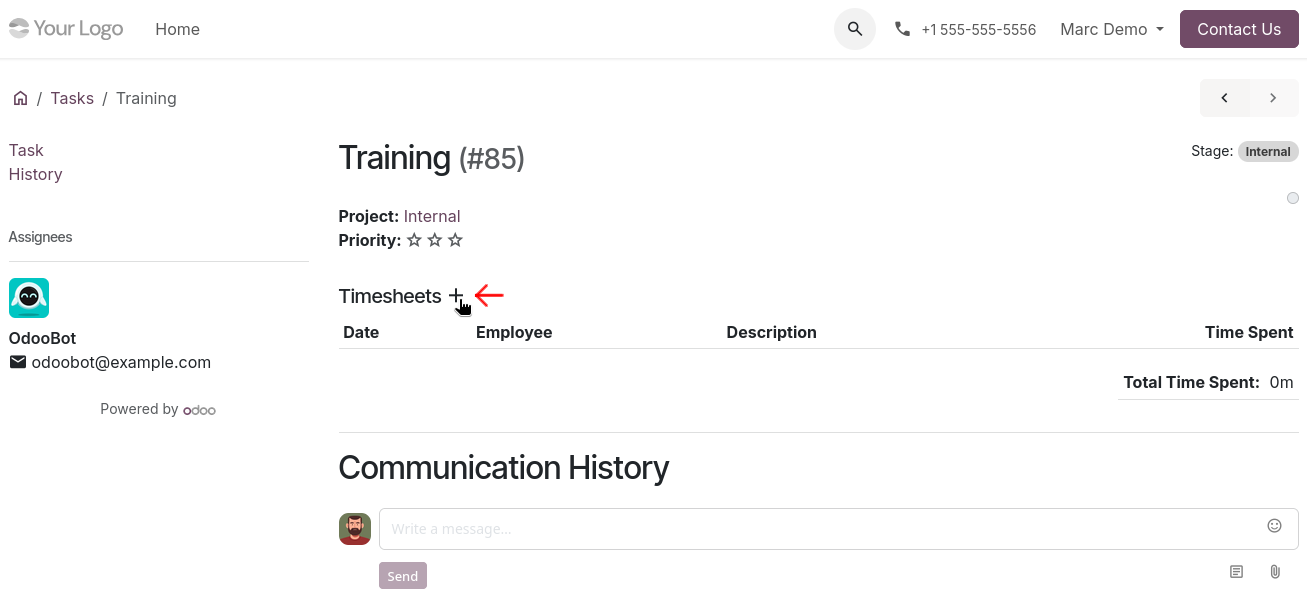 Your Logo Home +1 555-555-5556 Marc Demo Contact Us
/ Tasks / Training
Task
History
Assignees
OdooBot
odoobot@example.com
Powered by odoo
Training (#85)
Stage: Internal
Project: Internal
Priority:
Timesheets +
Date Employee Description Time Spent
Total Time Spent: 0m
Communication History
Write a message...
Send